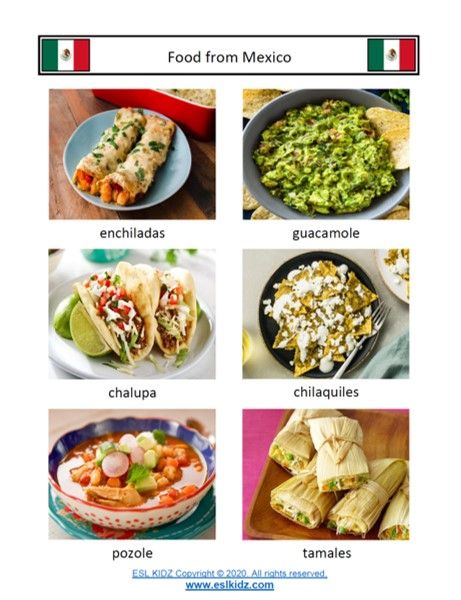 Food from Mexico
enchiladas
guacamole
chalupa
chilaquiles
pozole
tamales
ESL KIDZ Copyright © 2020. All rights reserved.
www.eslkidz.com